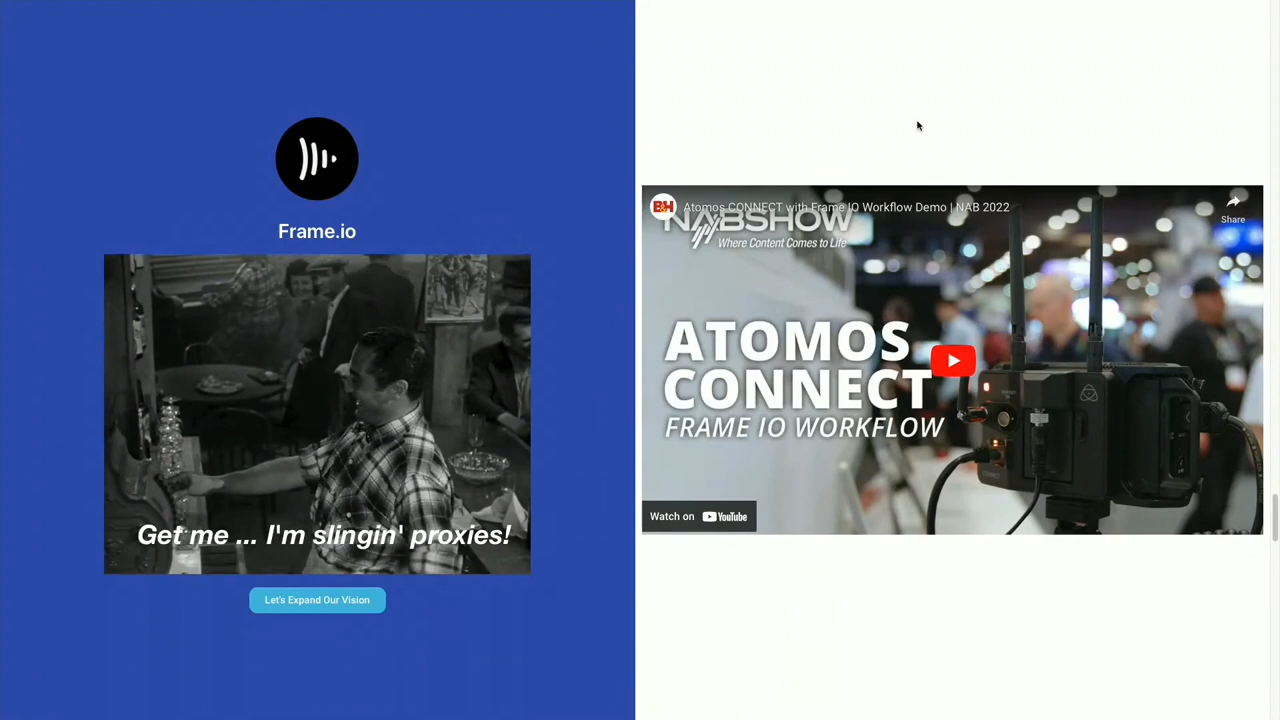 Frame.io
Get me ... I'm slingin' proxies!
Let's Expand Our Vision
B&H
Atomos CONNECT with Frame IO Workflow Demo | NAB 2022
Share
NABSHOW
Where Content Comes to Life
ATOMOS
CONNECT
FRAME IO WORKFLOW
Watch on YouTube